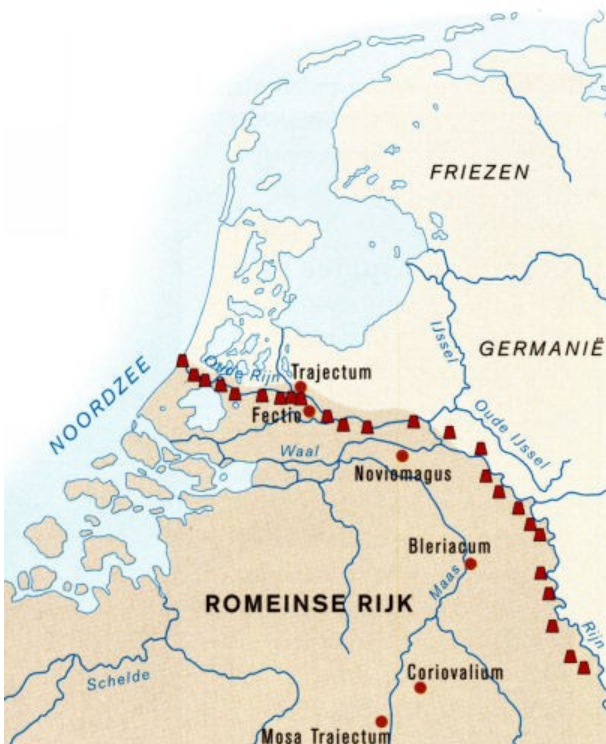 FRIEZEN
GERMANIË
NOORDZEE
IJssel
Oude Rijn
Trajectum
Fectio
Oude IJssel
Waal
Noviomagus
Bleriacum
Maas
ROMEINSE RIJK
Rijn
Schelde
Coriovalium
Mosa Trajectum